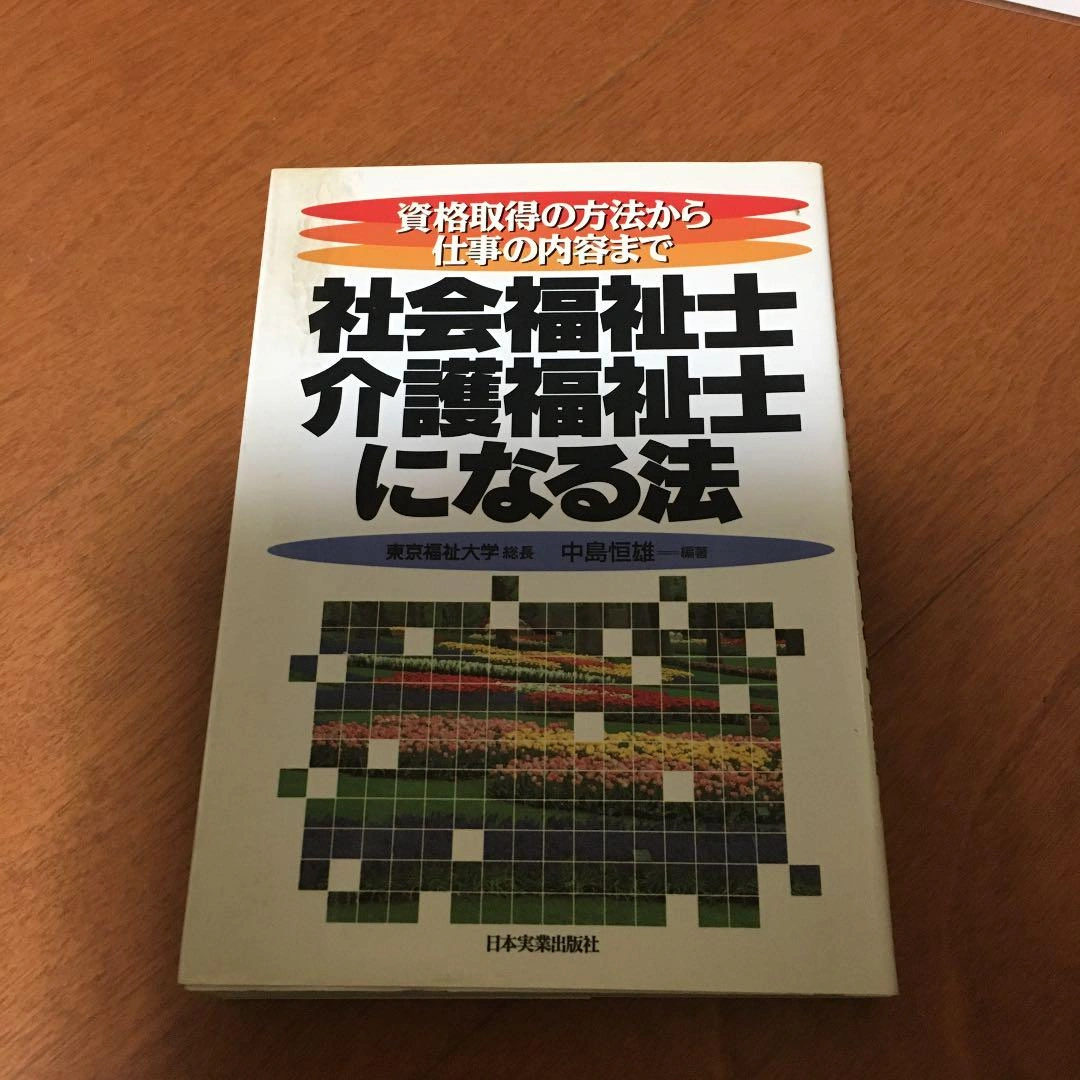 資格取得の方法から
仕事の内容まで
社会福祉士
介護福祉士
になる法
東京福祉大学 総長 中島恒雄──編著
日本実業出版社